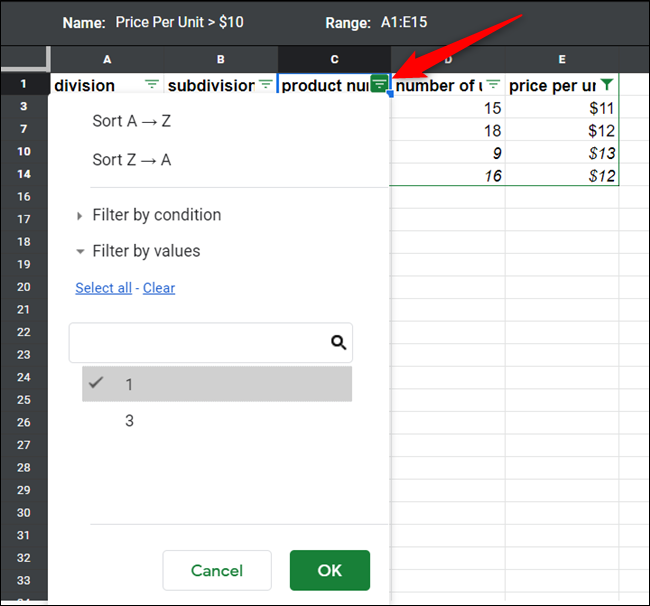 Name: Price Per Unit > $10 Range: A1:E15
A B C D E
1 division subdivision product nu number of u price per ur
3 15 $11
7 18 $12
10 9 $13
14 16 $12
Sort A → Z
Sort Z → A
Filter by condition
Filter by values
Select all - Clear
1
3
Cancel OK
16
17
18
19
20
21
22
23
24
25
26
27
28
29
30
31
32
33